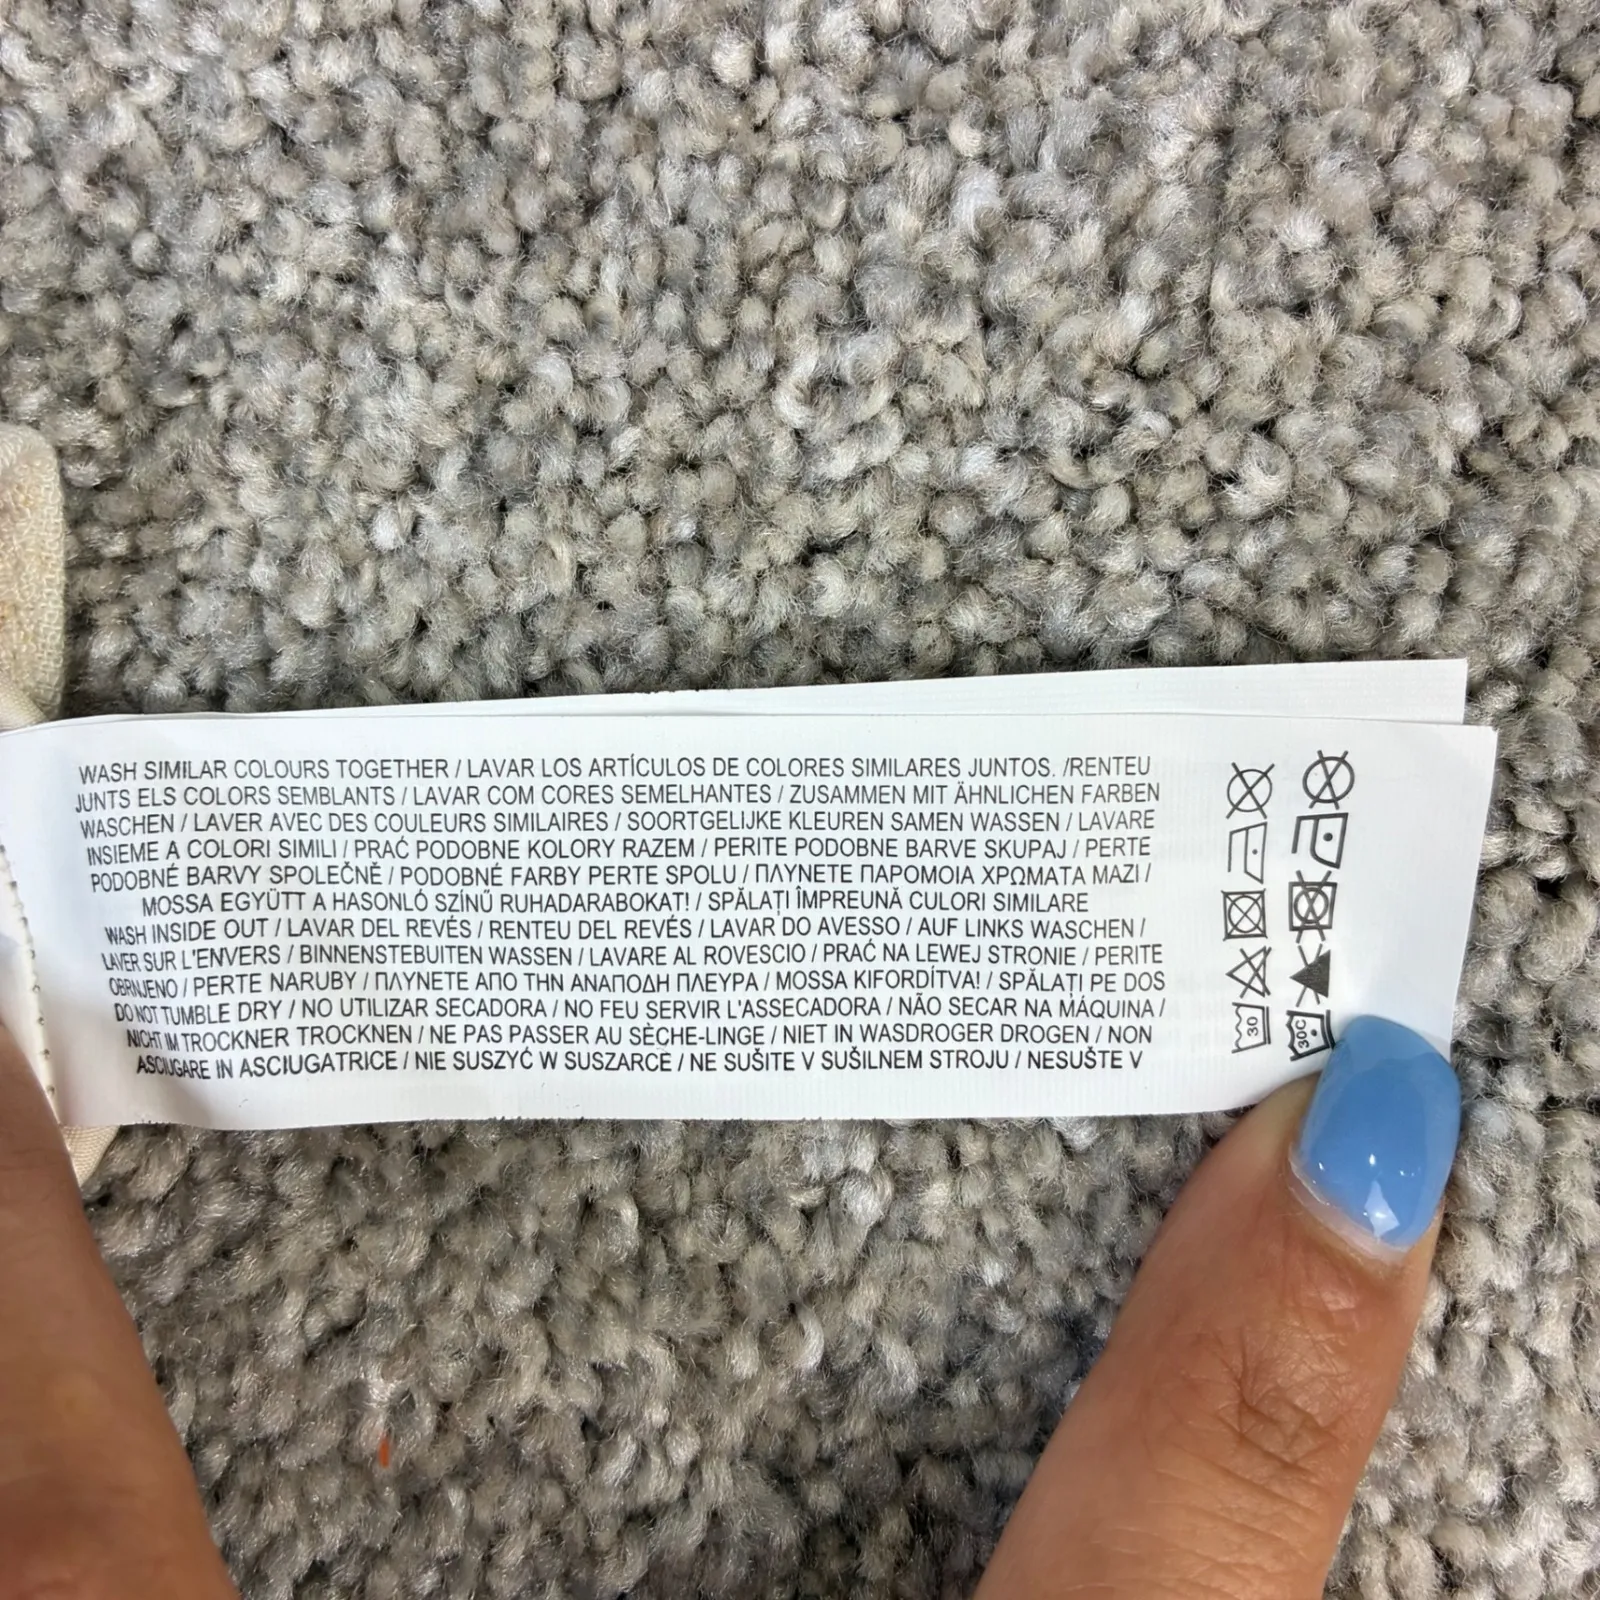 WASH SIMILAR COLOURS TOGETHER / LAVAR LOS ARTÍCULOS DE COLORES SIMILARES JUNTOS. /RENTEU
JUNTS ELS COLORS SEMBLANTS / LAVAR COM CORES SEMELHANTES / ZUSAMMEN MIT ÄHNLICHEN FARBEN
WASCHEN / LAVER AVEC DES COULEURS SIMILAIRES / SOORTGELIJKE KLEUREN SAMEN WASSEN / LAVARE
INSIEME A COLORI SIMILI / PRAĆ PODOBNE KOLORY RAZEM / PERITE PODOBNE BARVE SKUPAJ / PERTE
PODOBNÉ BARVY SPOLEČNĚ / PODOBNÉ FARBY PERTE SPOLU / ΠΛΥΝΕΤΕ ΠΑΡΟΜΟΙΑ ΧΡΩΜΑΤΑ ΜΑΖΙ /
MOSSA EGYÜTT A HASONLÓ SZÍNŰ RUHADARABOKAT! / SPĂLAȚI ÎMPREUNĂ CULORI SIMILARE
WASH INSIDE OUT / LAVAR DEL REVÉS / RENTEU DEL REVÉS / LAVAR DO AVESSO / AUF LINKS WASCHEN /
LAVER SUR L'ENVERS / BINNENSTEBUITEN WASSEN / LAVARE AL ROVESCIO / PRAĆ NA LEWEJ STRONIE / PERITE
OBRNJENO / PERTE NARUBY / ΠΛΥΝΕΤΕ ΑΠΟ ΤΗΝ ΑΝΑΠΟΔΗ ΠΛΕΥΡΑ / MOSSA KIFORDÍTVA! / SPĂLAȚI PE DOS
DO NOT TUMBLE DRY / NO UTILIZAR SECADORA / NO FEU SERVIR L'ASSECADORA / NÃO SECAR NA MÁQUINA /
NICHT IM TROCKNER TROCKNEN / NE PAS PASSER AU SÈCHE-LINGE / NIET IN WASDROGER DROGEN / NON
ASCIUGARE IN ASCIUGATRICE / NIE SUSZYĆ W SUSZARCE / NE SUŠITE V SUŠILNEM STROJU / NESUŠTE V
30
30C